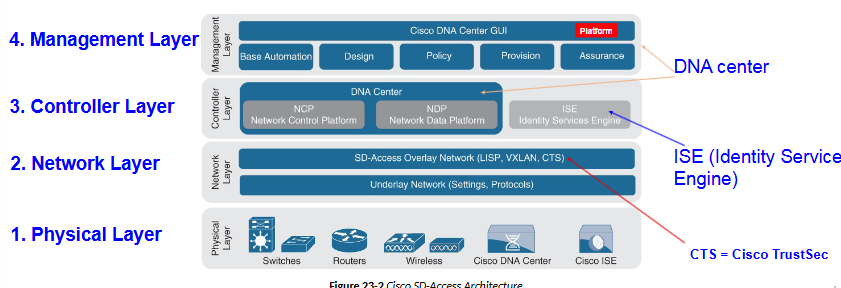 4. Management Layer
Management
Layer
Cisco DNA Center GUI
Platform
Base Automation
Design
Policy
Provision
Assurance
DNA center
3. Controller Layer
Controller
Layer
DNA Center
NCP
Network Control Platform
NDP
Network Data Platform
ISE
Identity Services Engine
ISE (Identity Service
Engine)
2. Network Layer
Network
Layer
SD-Access Overlay Network (LISP, VXLAN, CTS)
Underlay Network (Settings, Protocols)
1. Physical Layer
Physical
Layer
Switches
Routers
Wireless
Cisco DNA Center
Cisco ISE
CTS = Cisco TrustSec
Figure 23-2 Cisco SD-Access Architecture